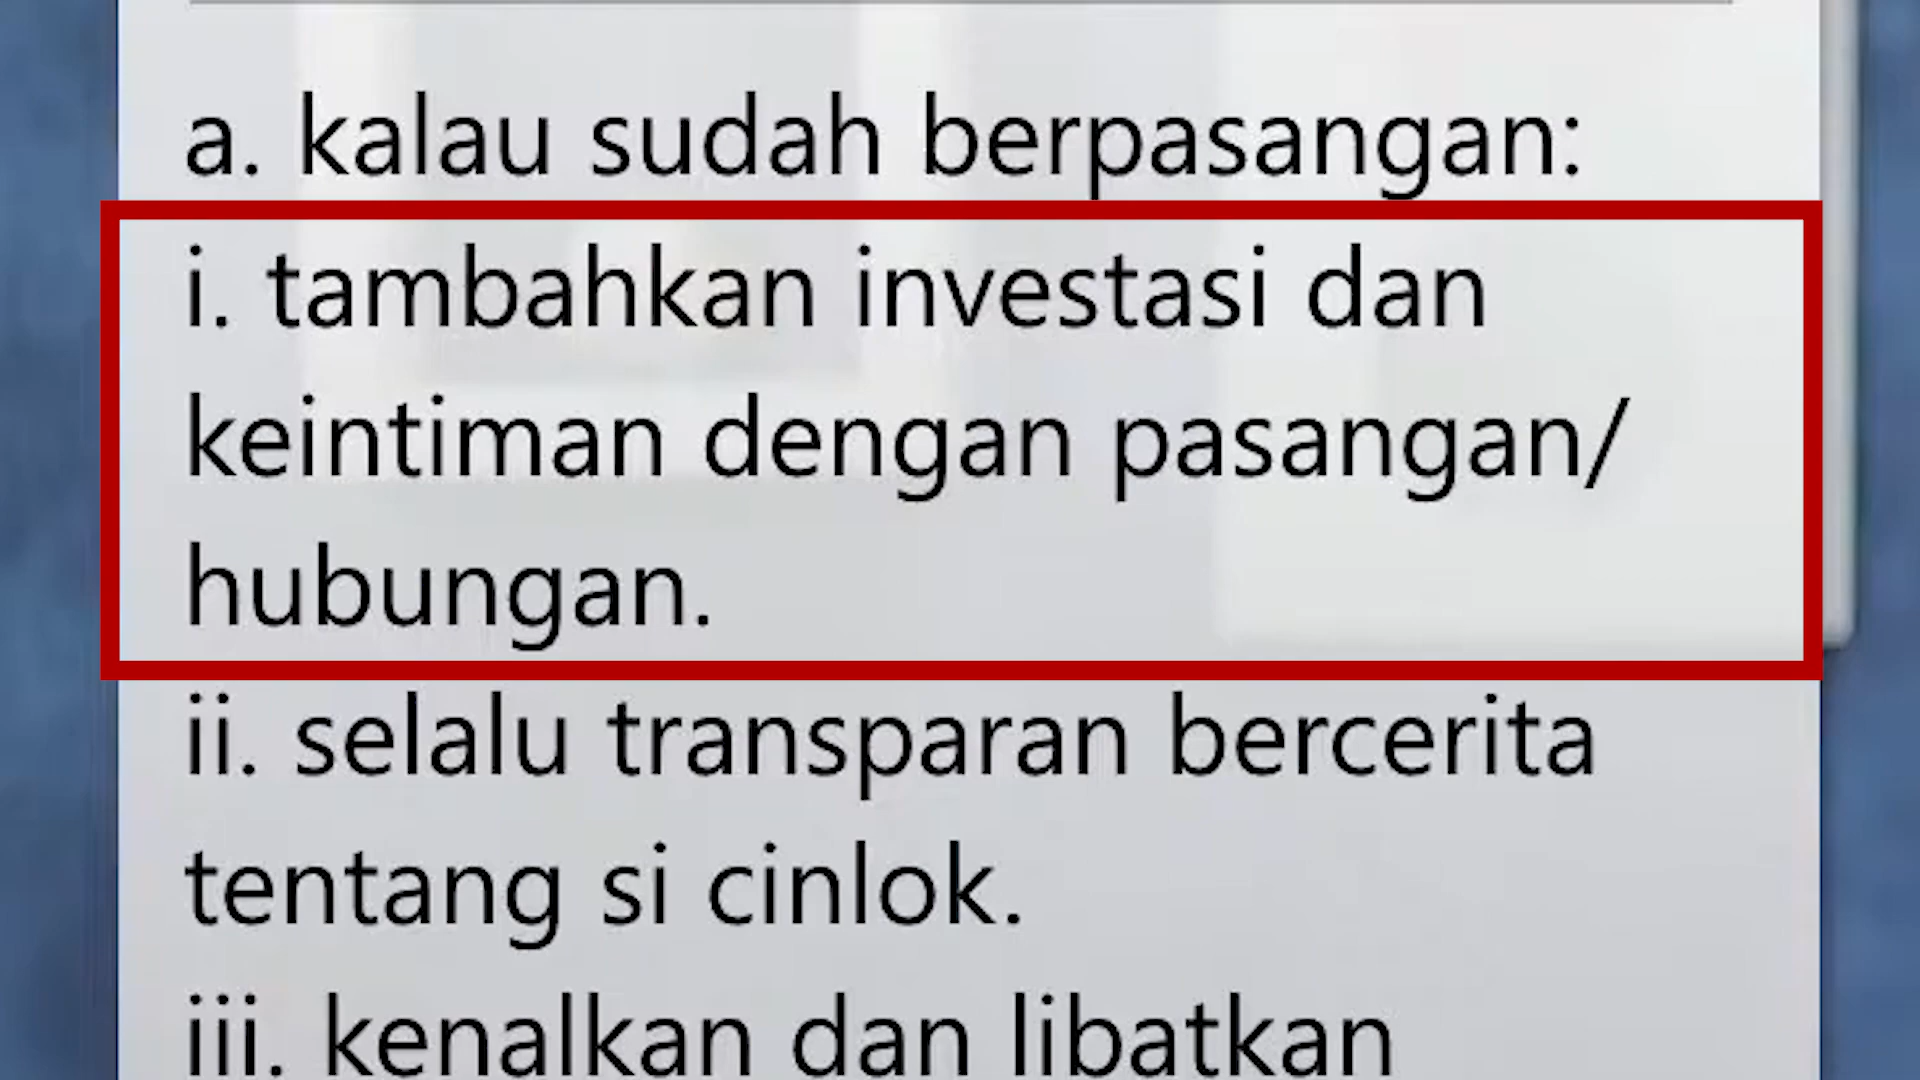 a. kalau sudah berpasangan:
i. tambahkan investasi dan
keintiman dengan pasangan/
hubungan.
ii. selalu transparan bercerita
tentang si cinlok.
iii. kenalkan dan libatkan